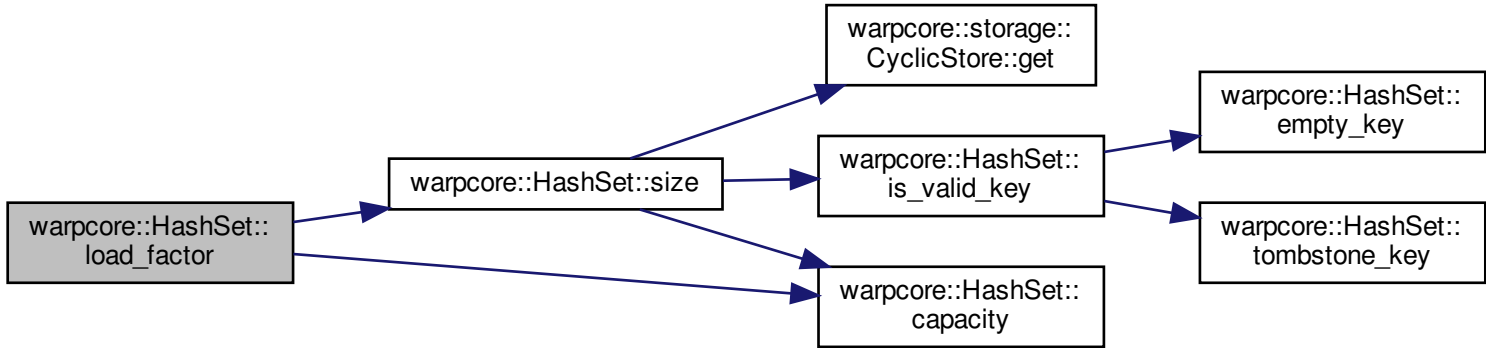 warpcore::HashSet::
load_factor
warpcore::HashSet::size
warpcore::storage::
CyclicStore::get
warpcore::HashSet::
is_valid_key
warpcore::HashSet::
capacity
warpcore::HashSet::
empty_key
warpcore::HashSet::
tombstone_key